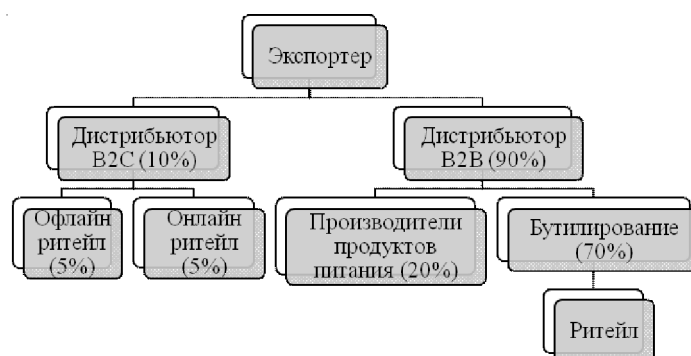 Экспортер
Дистрибьютор
B2C (10%)
Дистрибьютор
B2B (90%)
Офлайн
ритейл
(5%)
Онлайн
ритейл
(5%)
Производители
продуктов
питания (20%)
Бутилирование
(70%)
Ритейл